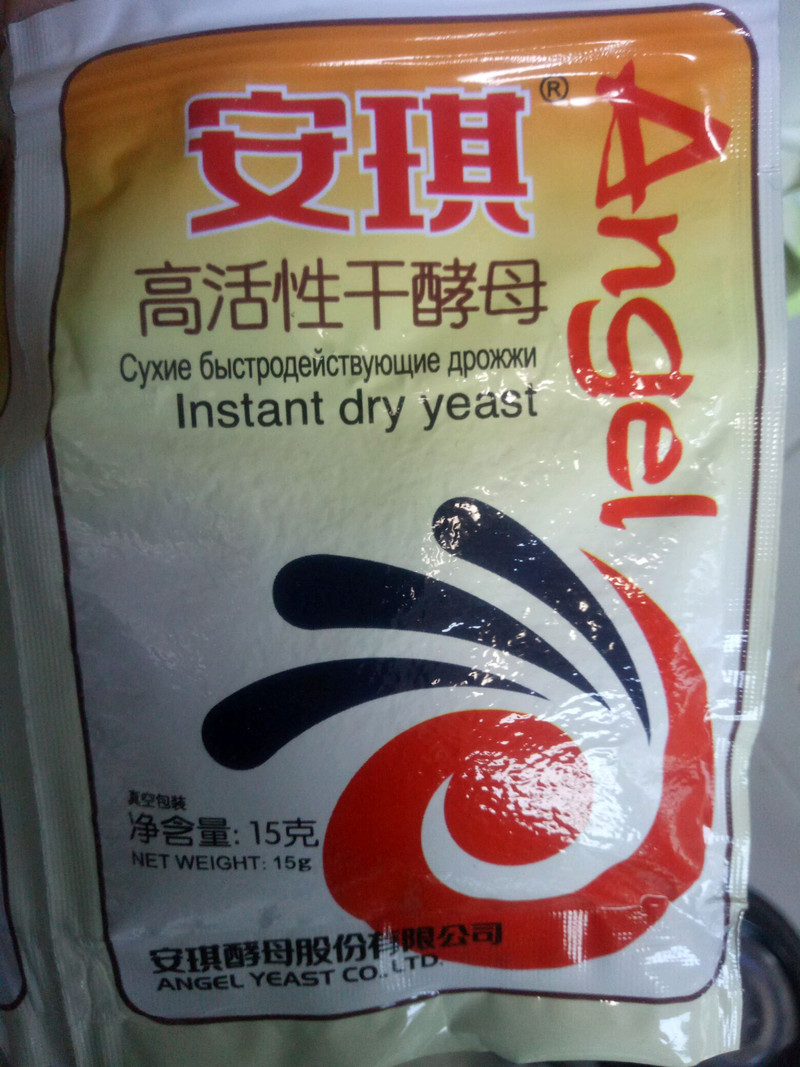 安琪®
Angel
高活性干酵母
Сухие быстродействующие дрожжи
Instant dry yeast
真空包装
净含量: 15克
NET WEIGHT: 15g
安琪酵母股份有限公司
ANGEL YEAST CO., LTD.